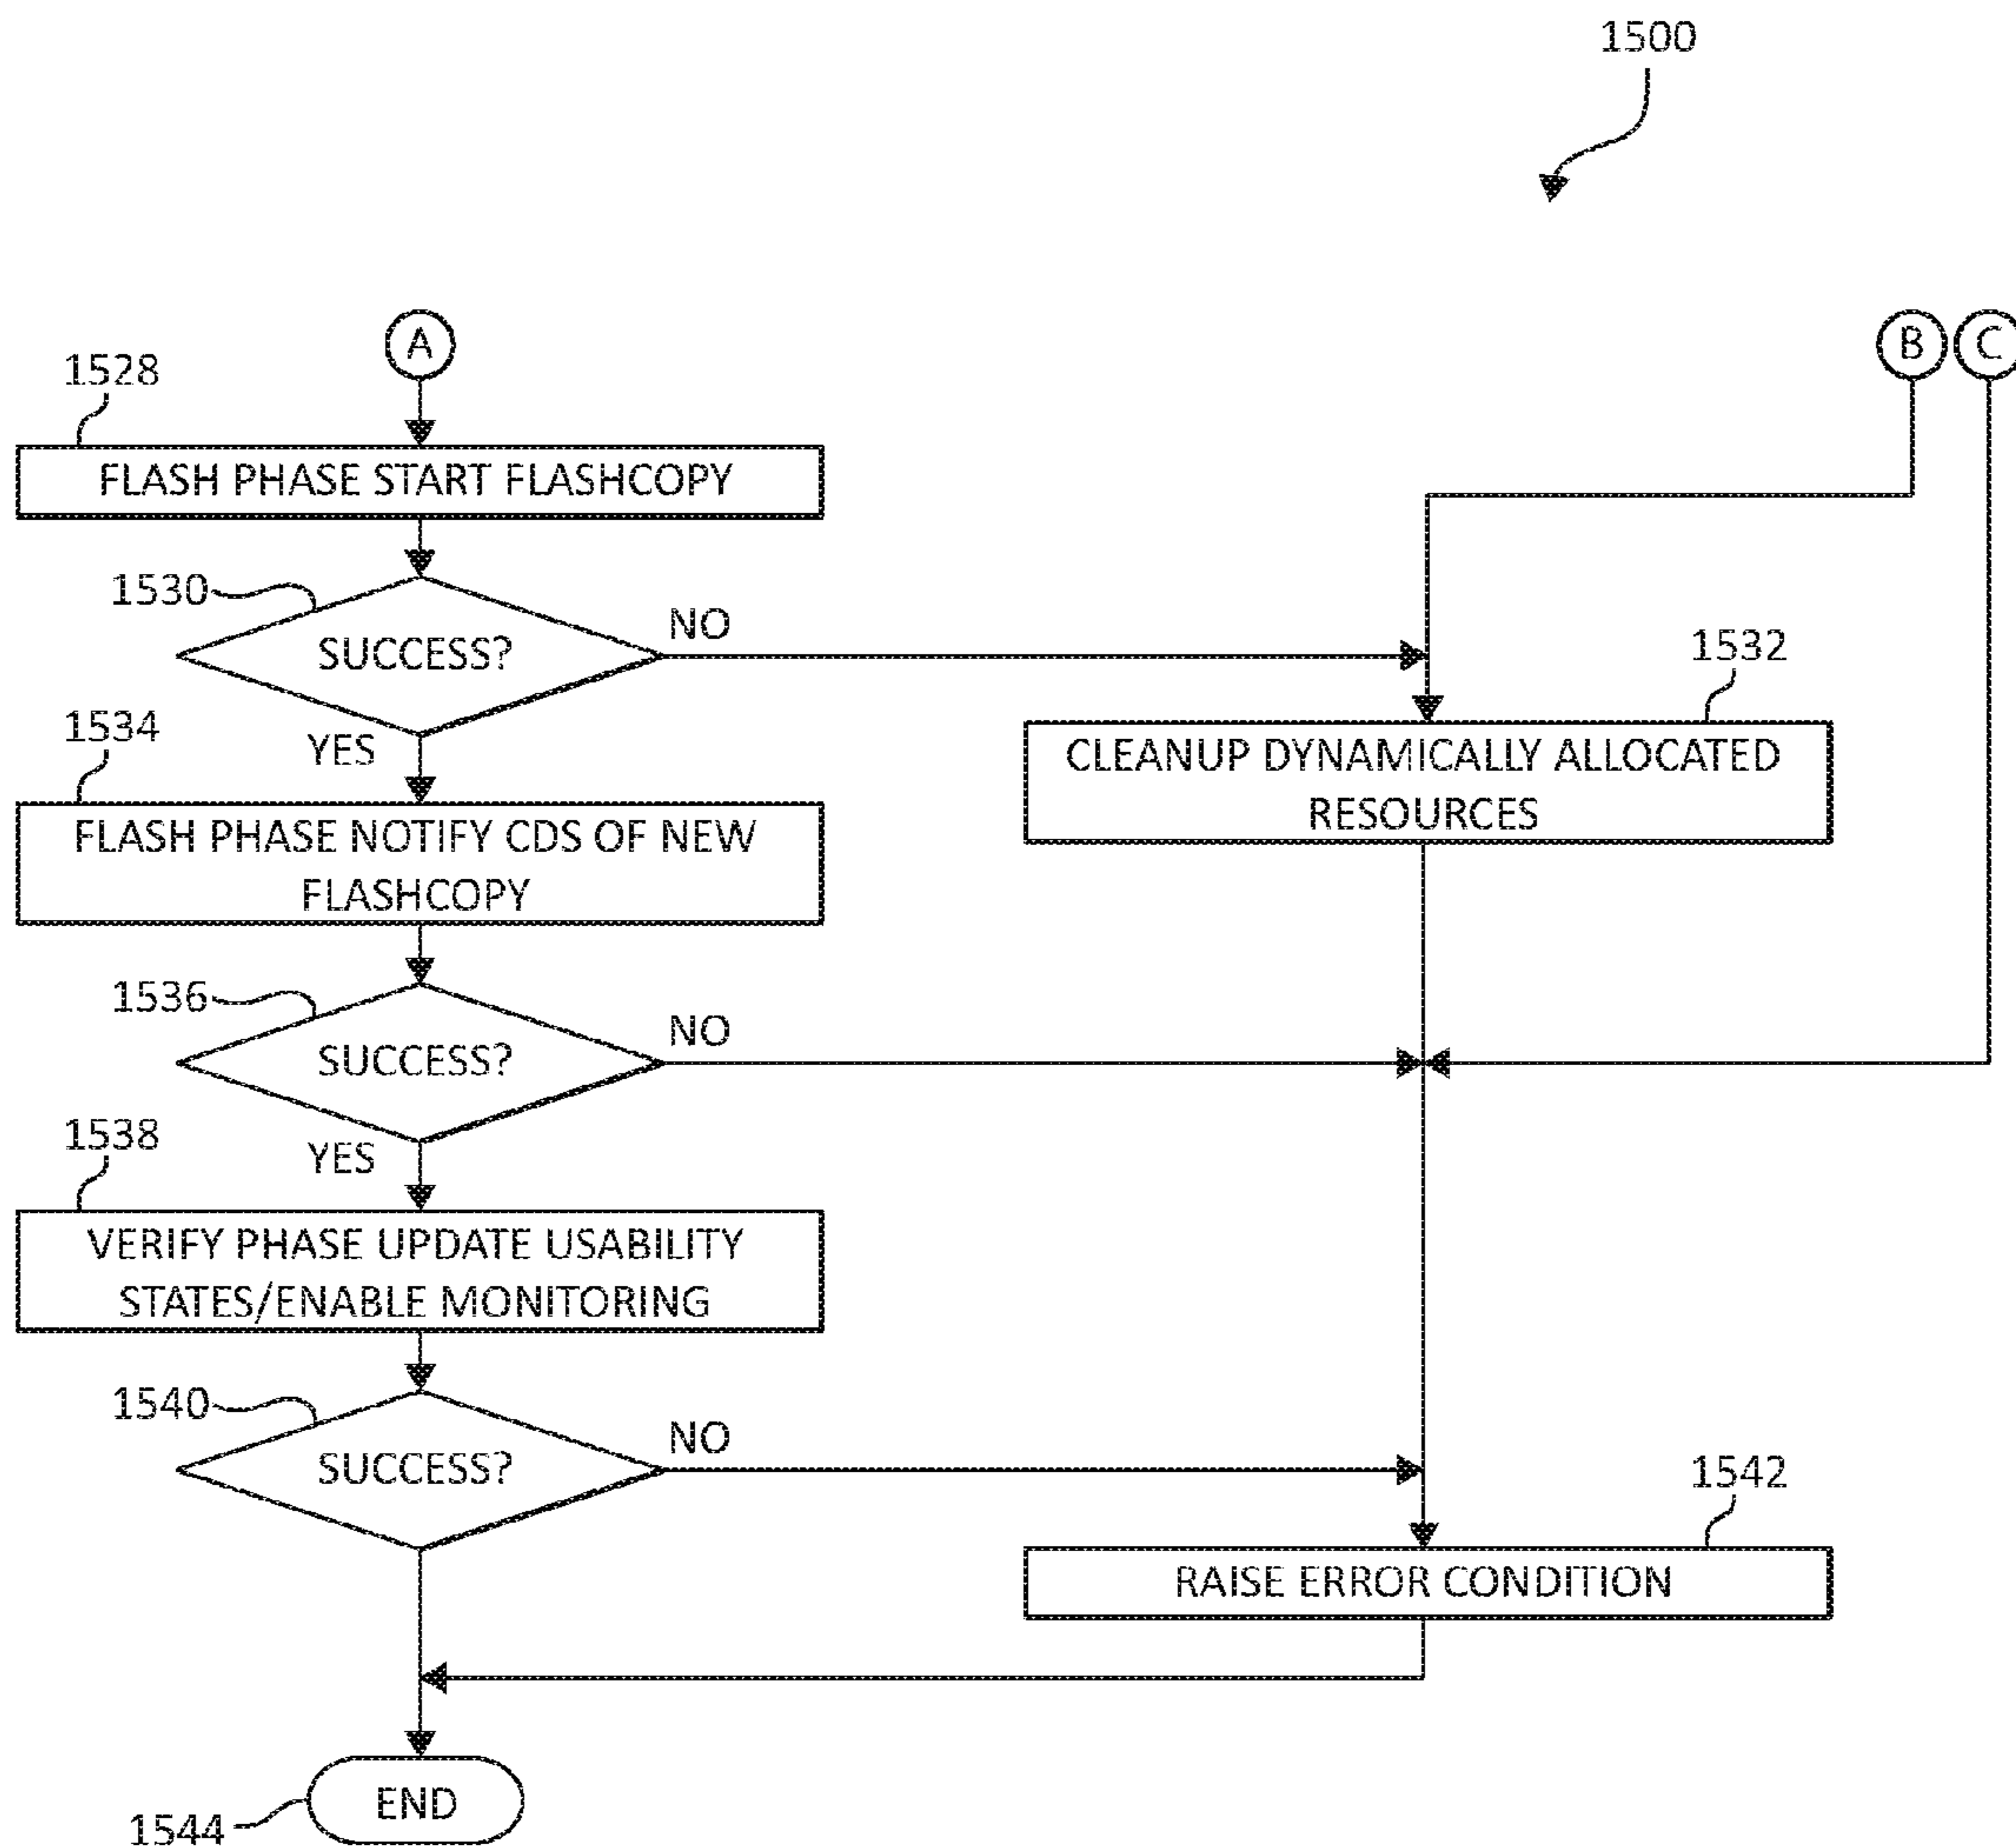 1500
A
B
C
1528
FLASH PHASE START FLASHCOPY
1530
SUCCESS?
NO
1532
YES
1534
CLEANUP DYNAMICALLY ALLOCATED
RESOURCES
FLASH PHASE NOTIFY CDS OF NEW
FLASHCOPY
1536
SUCCESS?
NO
YES
1538
VERIFY PHASE UPDATE USABILITY
STATES/ENABLE MONITORING
1540
SUCCESS?
NO
1542
RAISE ERROR CONDITION
END
1544